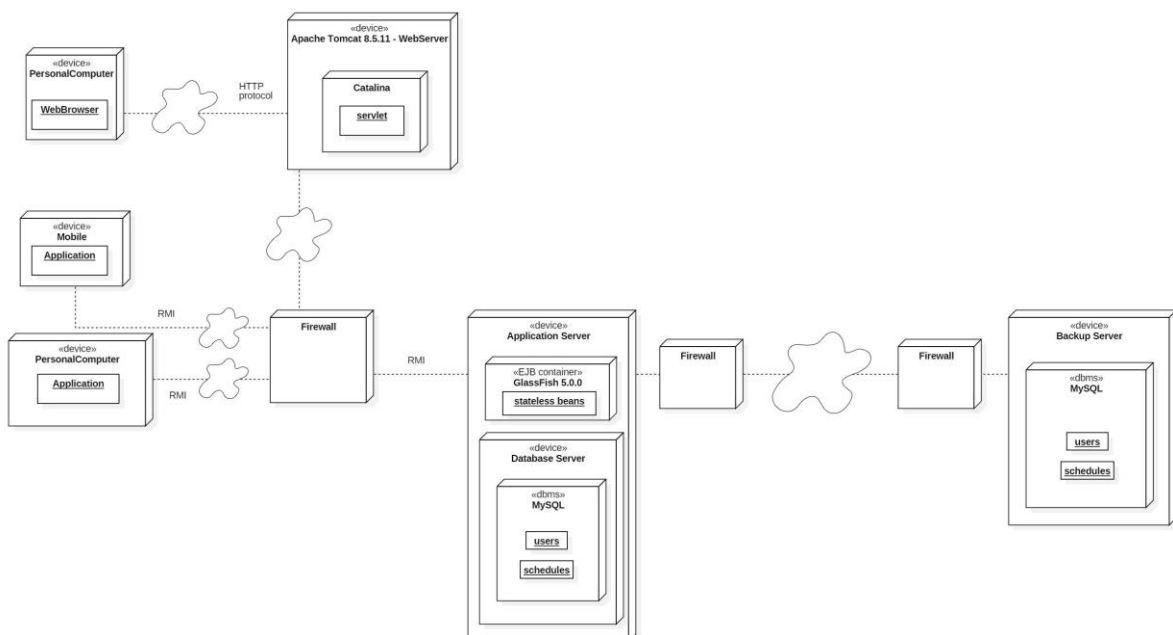 «device»
PersonalComputer
WebBrowser
HTTP
protocol
«device»
Apache Tomcat 8.5.11 - WebServer
Catalina
servlet
«device»
Mobile
Application
RMI
«device»
PersonalComputer
Application
RMI
Firewall
RMI
«device»
Application Server
«EJB container»
GlassFish 5.0.0
stateless beans
«device»
Database Server
«dbms»
MySQL
users
schedules
Firewall
Firewall
«device»
Backup Server
«dbms»
MySQL
users
schedules